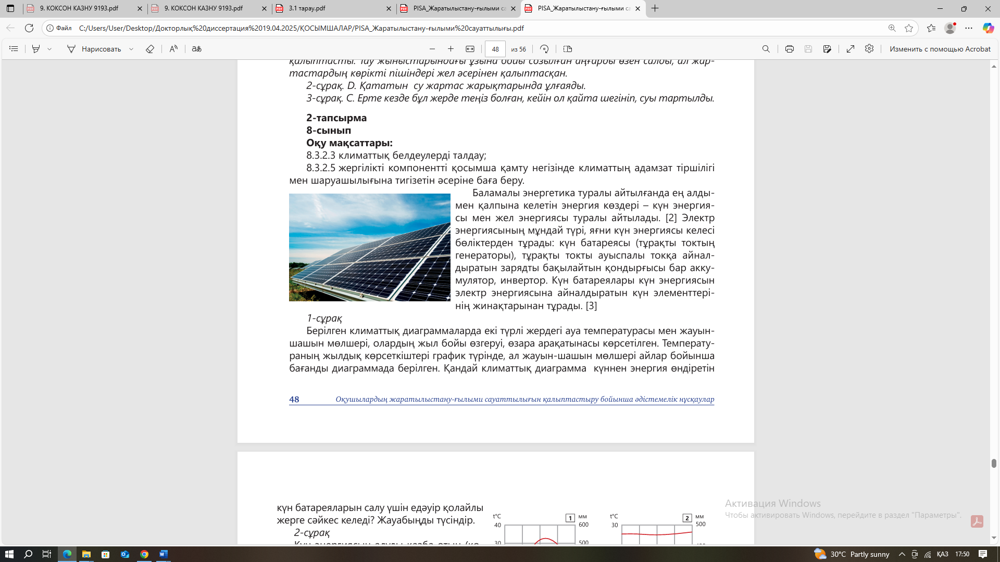 9. КОКСОН КАЗНУ 9193.pdf
9. КОКСОН КАЗНУ 9193.pdf
3.1 тарау.pdf
PISA_Жаратылыстану-ғылыми са
PISA_Жаратылыстану-ғылыми са
Файл
C:/Users/User/Desktop/Докторлық%20диссертация%2019.04.2025/ҚОСЫМШАЛАР/PISA_Жаратылыстану-ғылыми%20сауаттылығы.pdf
Нарисовать
48 из 56
Изменить с помощью Acrobat
қалыптасты. Тау жыныстарындағы ұзына бойы созылған аңғарды өзен салды, ал жар-
тастардың көрікті пішіндері жел әсерінен қалыптасқан.
2-сұрақ. D. Қататын су жартас жарықтарында ұлғаяды.
3-сұрақ. C. Ерте кезде бұл жерде теңіз болған, кейін ол қайта шегініп, суы тартылды.
2-тапсырма
8-сынып
Оқу мақсаттары:
8.3.2.3 климаттық белдеулерді талдау;
8.3.2.5 жергілікті компонентті қосымша қамту негізінде климаттың адамзат тіршілігі
мен шаруашылығына тигізетін әсеріне баға беру.
Баламалы энергетика туралы айтылғанда ең алды-
мен қалпына келетін энергия көздері – күн энергия-
сы мен жел энергиясы туралы айтылады. [2] Электр
энергиясының мұндай түрі, яғни күн энергиясы келесі
бөліктерден тұрады: күн батареясы (тұрақты токтың
генераторы), тұрақты токты ауыспалы токқа айнал-
дыратын зарядты бақылайтын қондырғысы бар акку-
мулятор, инвертор. Күн батареялары күн энергиясын
электр энергиясына айналдыратын күн элементтері-
нің жинақтарынан тұрады. [3]
1-сұрақ
Берілген климаттық диаграммаларда екі түрлі жердегі ауа температурасы мен жауын-
шашын мөлшері, олардың жыл бойы өзгеруі, өзара арақатынасы көрсетілген. Температу-
раның жылдық көрсеткіштері график түрінде, ал жауын-шашын мөлшері айлар бойынша
бағанды диаграммада берілген. Қандай климаттық диаграмма күннен энергия өндіретін
48 Оқушылардың жаратылыстану-ғылыми сауаттылығын қалыптастыру бойынша әдістемелік нұсқаулар
күн батареяларын салу үшін едәуір қолайлы
жерге сәйкес келеді? Жауабыңды түсіндір.
2-сұрақ
t°C 1 мм
40 600
30 500
t°C 2 мм
30 500
Активация Windows
Чтобы активировать Windows, перейдите в раздел "Параметры".
30°C Partly sunny
ҚАЗ
17:50